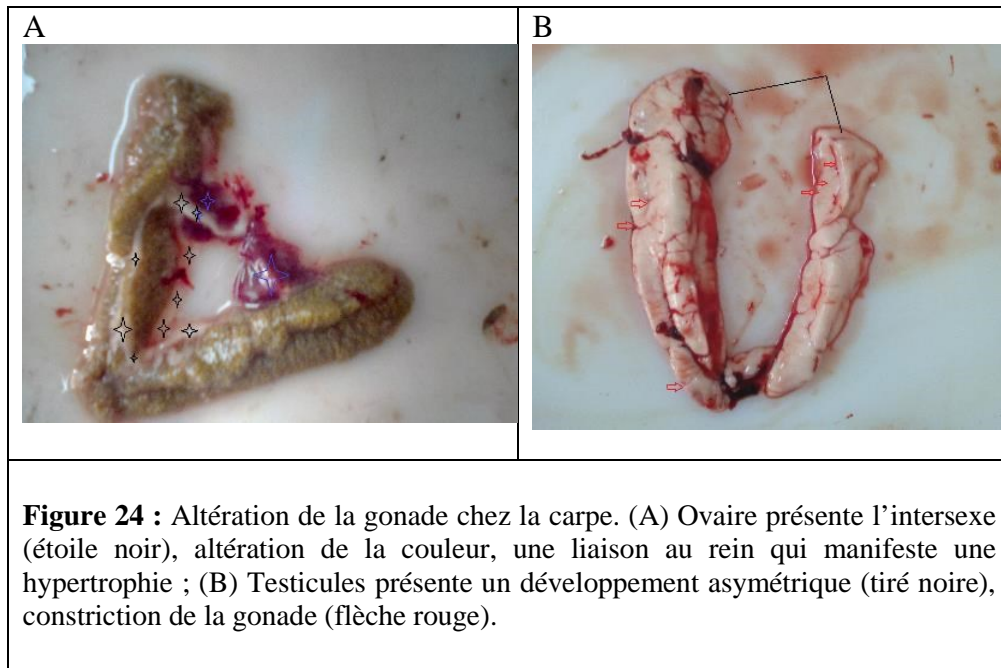 A
B
Figure 24 : Altération de la gonade chez la carpe. (A) Ovaire présente l’intersexe
(étoile noir), altération de la couleur, une liaison au rein qui manifeste une
hypertrophie ; (B) Testicules présente un développement asymétrique (tiré noire),
constriction de la gonade (flèche rouge).